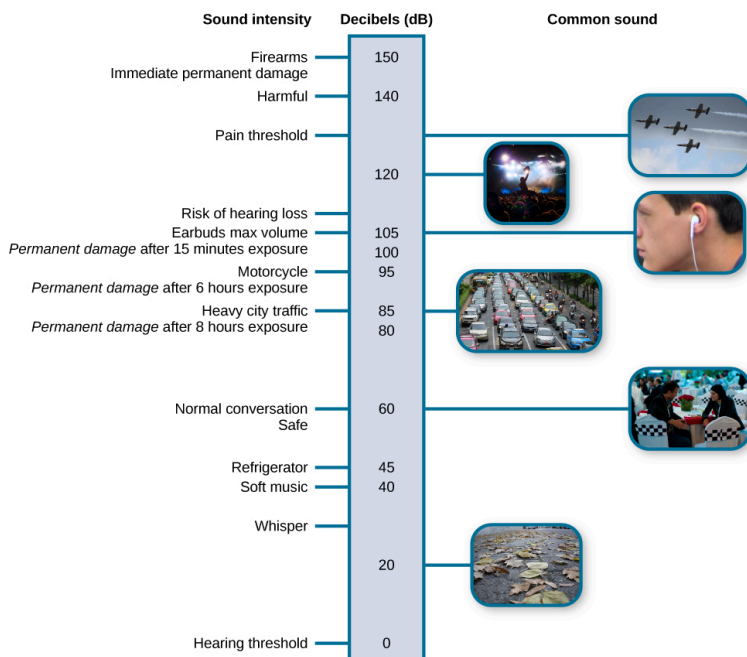 Sound intensity Decibels (dB) Common sound
Firearms 150
Immediate permanent damage
Harmful 140
Pain threshold
120
Risk of hearing loss
Earbuds max volume 105
Permanent damage after 15 minutes exposure 100
Motorcycle 95
Permanent damage after 6 hours exposure
Heavy city traffic 85
Permanent damage after 8 hours exposure 80
Normal conversation 60
Safe
Refrigerator 45
Soft music 40
Whisper
20
Hearing threshold 0